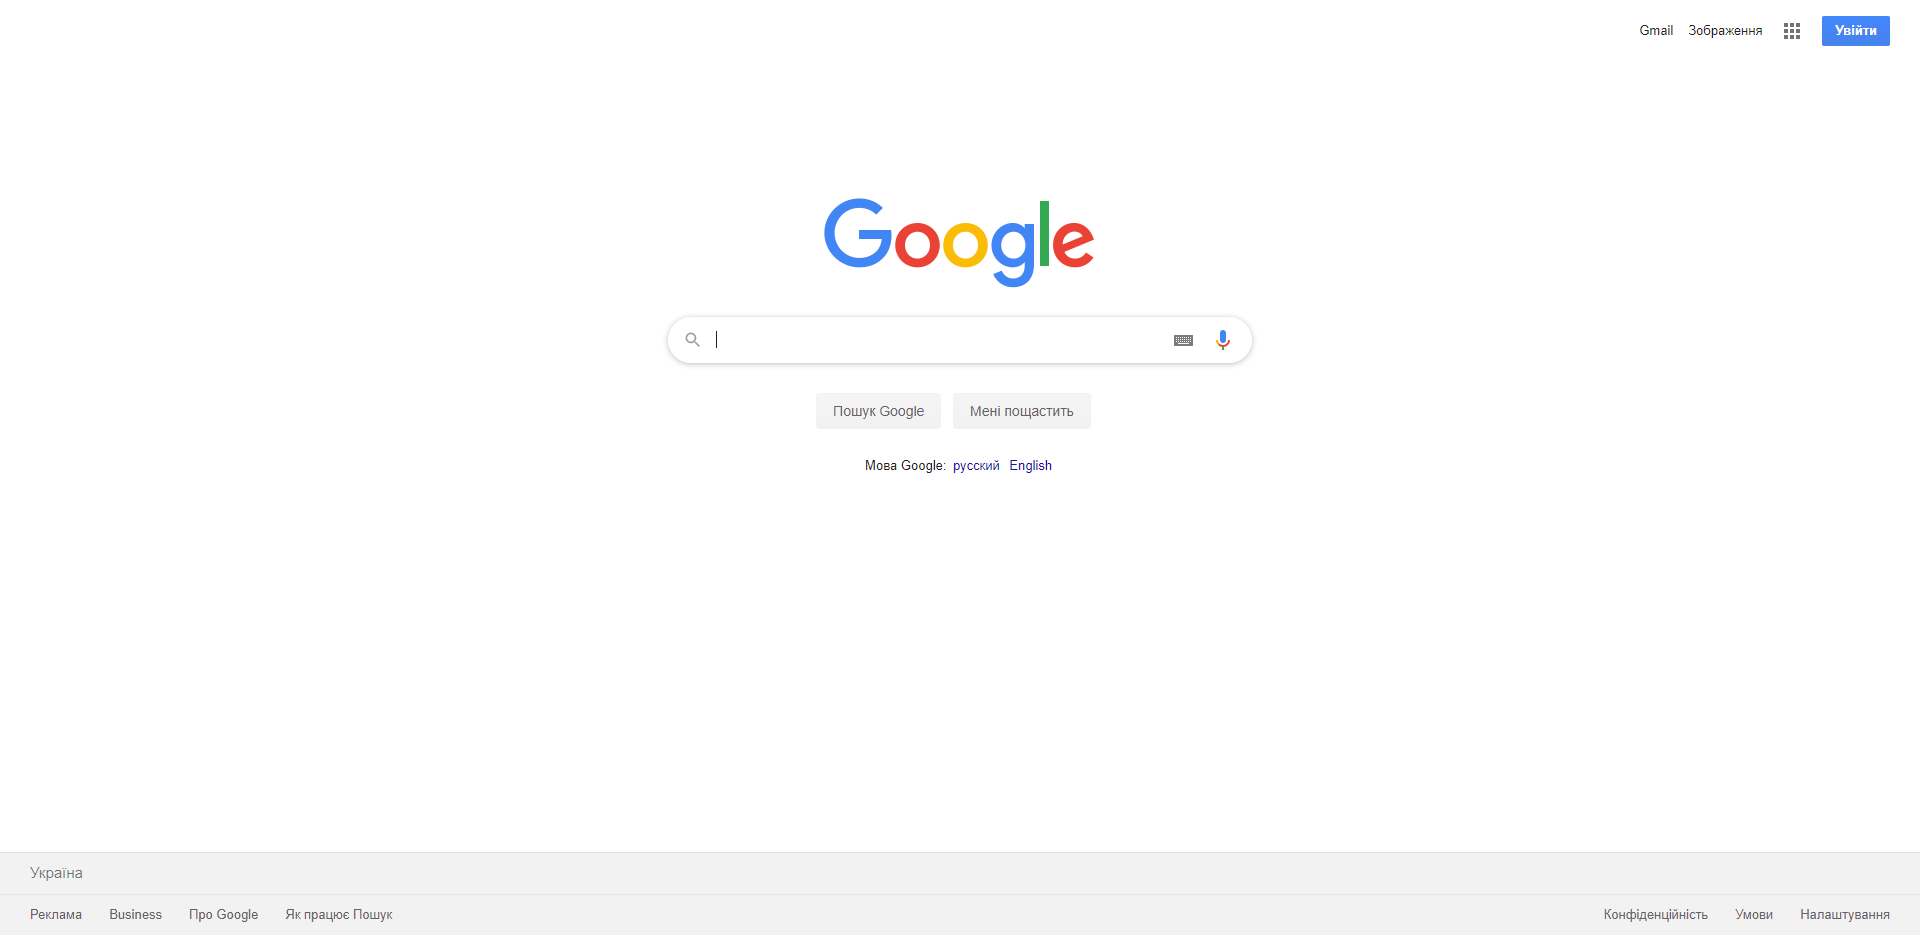 Gmail Зображення Увійти
Google
Пошук Google Мені пощастить
Мова Google: русский English
Україна
Реклама Business Про Google Як працює Пошук Конфіденційність Умови Налаштування